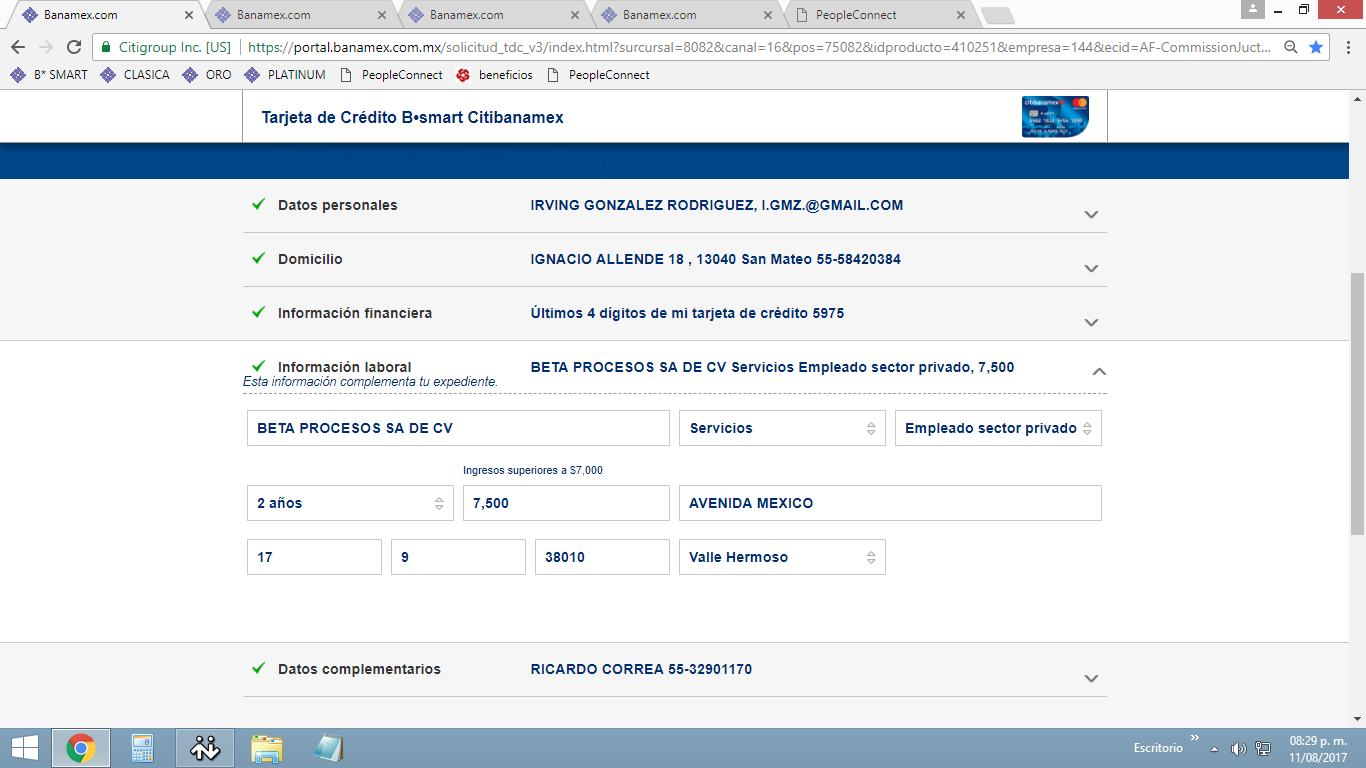 Banamex.com
Banamex.com
Banamex.com
Banamex.com
PeopleConnect
Citigroup Inc. [US]
https://portal.banamex.com.mx/solicitud_tdc_v3/index.html?surcursal=8082&canal=16&pos=75082&idproducto=410251&empresa=144&ecid=AF-CommissionJuct...
B* SMART
CLASICA
ORO
PLATINUM
PeopleConnect
beneficios
PeopleConnect
Tarjeta de Crédito B•smart Citibanamex
citibanamex
Datos personales
IRVING GONZALEZ RODRIGUEZ, I.GMZ.@GMAIL.COM
Domicilio
IGNACIO ALLENDE 18 , 13040 San Mateo 55-58420384
Información financiera
Últimos 4 dígitos de mi tarjeta de crédito 5975
Información laboral
BETA PROCESOS SA DE CV Servicios Empleado sector privado, 7,500
Esta información complementa tu expediente.
BETA PROCESOS SA DE CV
Servicios
Empleado sector privado
Ingresos superiores a $7,000
2 años
7,500
AVENIDA MEXICO
17
9
38010
Valle Hermoso
Datos complementarios
RICARDO CORREA 55-32901170
Escritorio
08:29 p. m.
11/08/2017